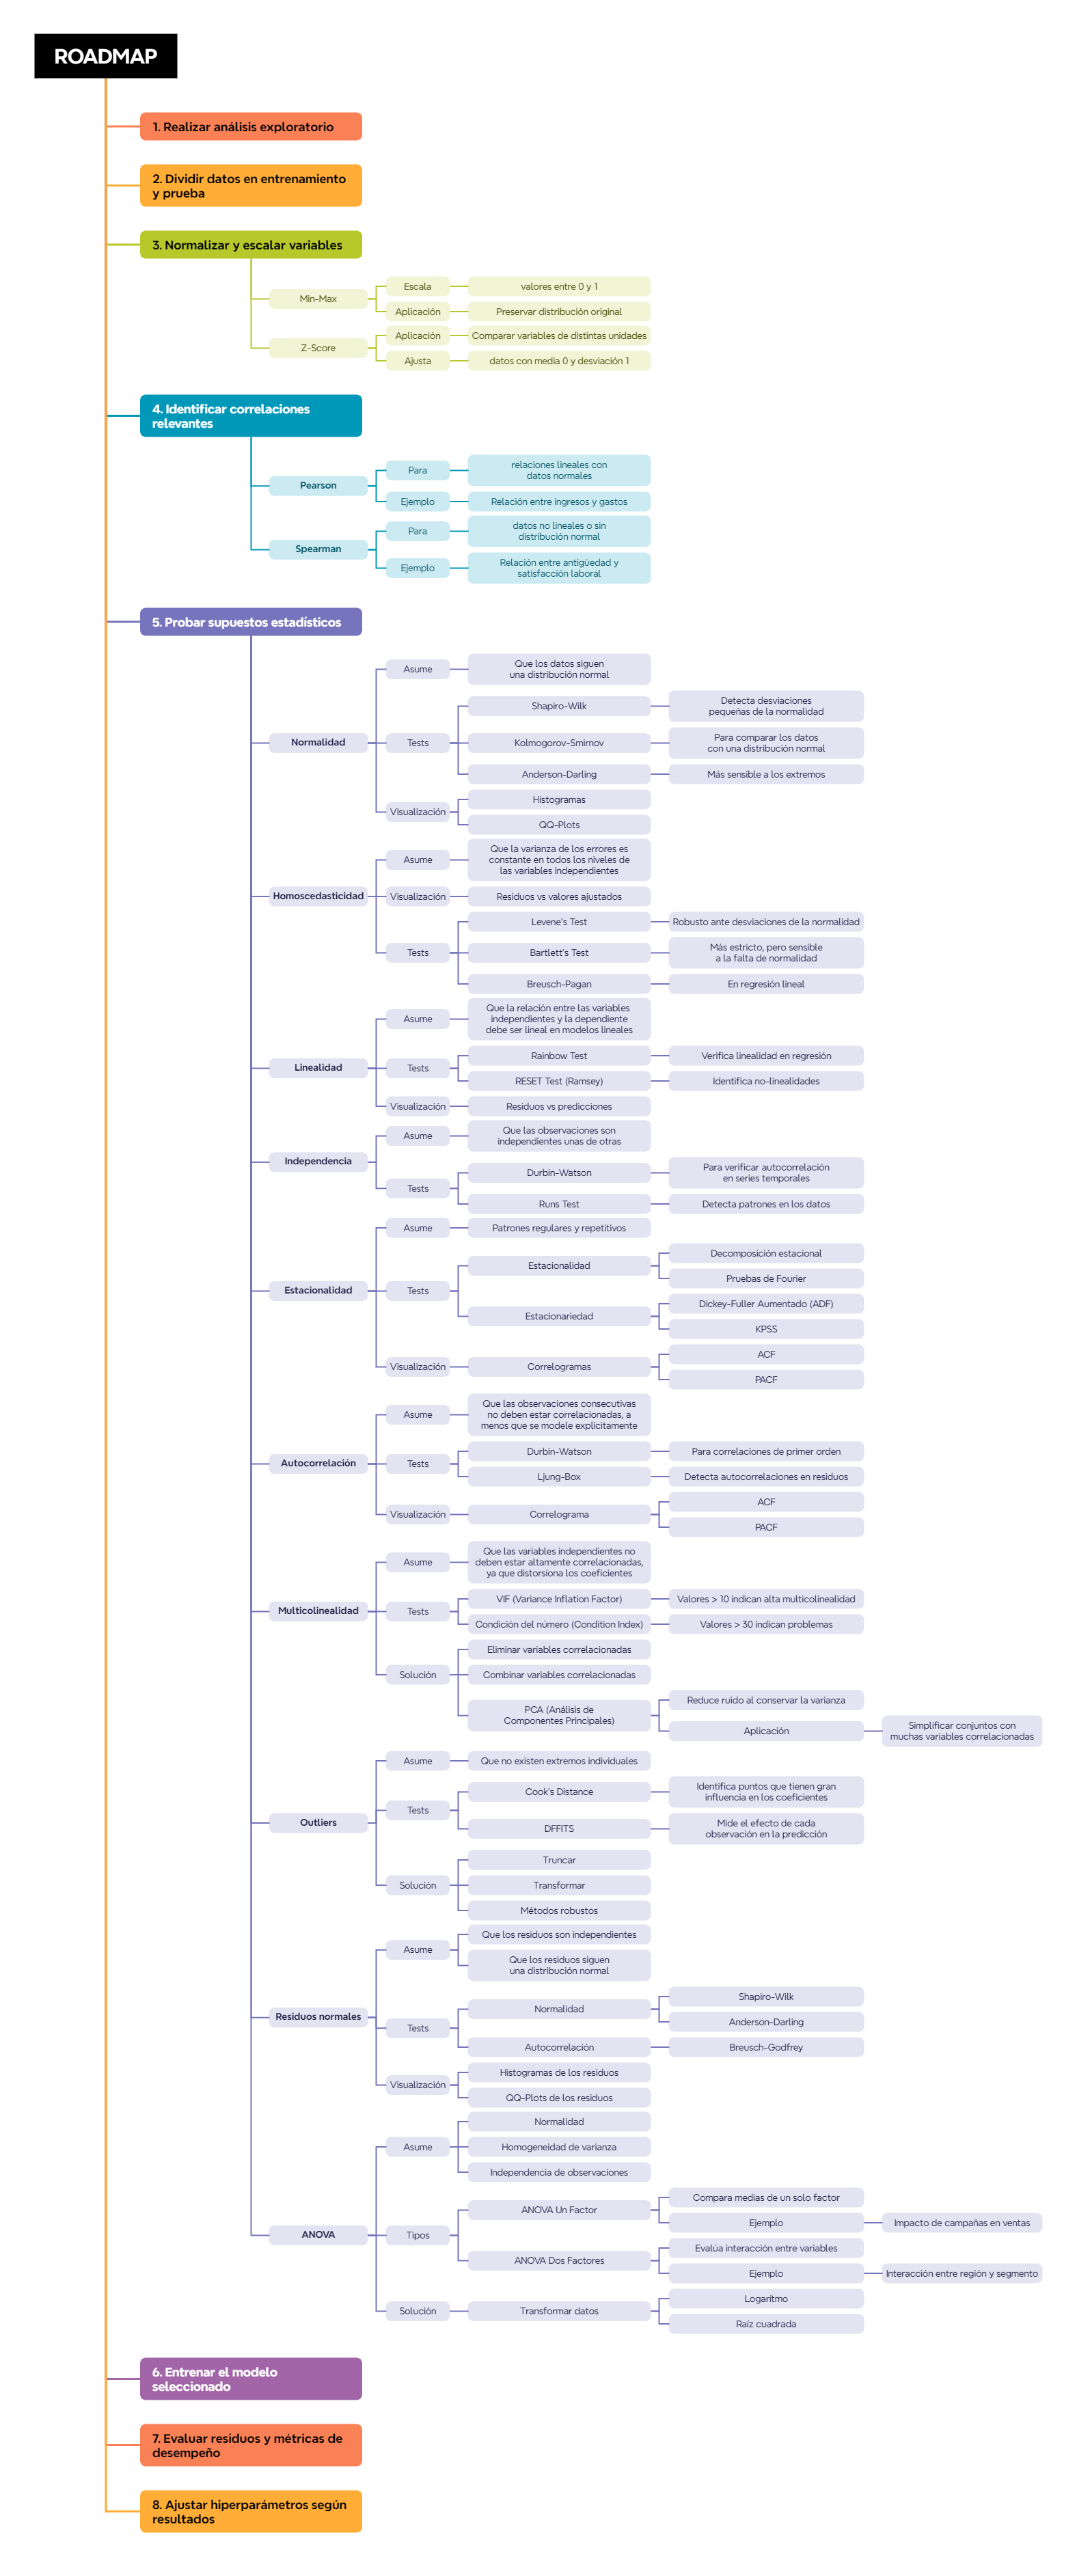 ROADMAP
1. Realizar análisis exploratorio
2. Dividir datos en entrenamiento
y prueba
3. Normalizar y escalar variables
Min-Max
Escala
valores entre 0 y 1
Aplicación
Preservar distribución original
Z-Score
Aplicación
Comparar variables de distintas unidades
Ajusta
datos con media 0 y desviación 1
4. Identificar correlaciones
relevantes
Pearson
Para
relaciones lineales con
datos normales
Ejemplo
Relación entre ingresos y gastos
Spearman
Para
datos no lineales o sin
distribución normal
Ejemplo
Relación entre antigüedad y
satisfacción laboral
5. Probar supuestos estadísticos
Normalidad
Asume
Que los datos siguen
una distribución normal
Tests
Shapiro-Wilk
Detecta desviaciones
pequeñas de la normalidad
Kolmogorov-Smirnov
Para comparar los datos
con una distribución normal
Anderson-Darling
Más sensible a los extremos
Visualización
Histogramas
QQ-Plots
Homoscedasticidad
Asume
Que la varianza de los errores es
constante en todos los niveles de
las variables independientes
Visualización
Residuos vs valores ajustados
Tests
Levene's Test
Robusto ante desviaciones de la normalidad
Bartlett's Test
Más estricto, pero sensible
a la falta de normalidad
Breusch-Pagan
En regresión lineal
Linealidad
Asume
Que la relación entre las variables
independientes y la dependiente
debe ser lineal en modelos lineales
Tests
Rainbow Test
Verifica linealidad en regresión
RESET Test (Ramsey)
Identifica no-linealidades
Visualización
Residuos vs predicciones
Independencia
Asume
Que las observaciones son
independientes unas de otras
Tests
Durbin-Watson
Para verificar autocorrelación
en series temporales
Runs Test
Detecta patrones en los datos
Estacionalidad
Asume
Patrones regulares y repetitivos
Tests
Estacionalidad
Decomposición estacional
Pruebas de Fourier
Estacionariedad
Dickey-Fuller Aumentado (ADF)
KPSS
Visualización
Correlogramas
ACF
PACF
Autocorrelación
Asume
Que las observaciones consecutivas
no deben estar correlacionadas, a
menos que se modele explícitamente
Tests
Durbin-Watson
Para correlaciones de primer orden
Ljung-Box
Detecta autocorrelaciones en residuos
Visualización
Correlograma
ACF
PACF
Multicolinealidad
Asume
Que las variables independientes no
deben estar altamente correlacionadas,
ya que distorsiona los coeficientes
Tests
VIF (Variance Inflation Factor)
Valores > 10 indican alta multicolinealidad
Condición del número (Condition Index)
Valores > 30 indican problemas
Solución
Eliminar variables correlacionadas
Combinar variables correlacionadas
PCA (Análisis de
Componentes Principales)
Reduce ruido al conservar la varianza
Aplicación
Simplificar conjuntos con
muchas variables correlacionadas
Outliers
Asume
Que no existen extremos individuales
Tests
Cook's Distance
Identifica puntos que tienen gran
influencia en los coeficientes
DFFITS
Mide el efecto de cada
observación en la predicción
Solución
Truncar
Transformar
Métodos robustos
Residuos normales
Asume
Que los residuos son independientes
Que los residuos siguen
una distribución normal
Tests
Normalidad
Shapiro-Wilk
Anderson-Darling
Autocorrelación
Breusch-Godfrey
Visualización
Histogramas de los residuos
QQ-Plots de los residuos
ANOVA
Asume
Normalidad
Homogeneidad de varianza
Independencia de observaciones
Tipos
ANOVA Un Factor
Compara medias de un solo factor
Ejemplo
Impacto de campañas en ventas
ANOVA Dos Factores
Evalúa interacción entre variables
Ejemplo
Interacción entre región y segmento
Solución
Transformar datos
Logaritmo
Raíz cuadrada
6. Entrenar el modelo
seleccionado
7. Evaluar residuos y métricas de
desempeño
8. Ajustar hiperparámetros según
resultados